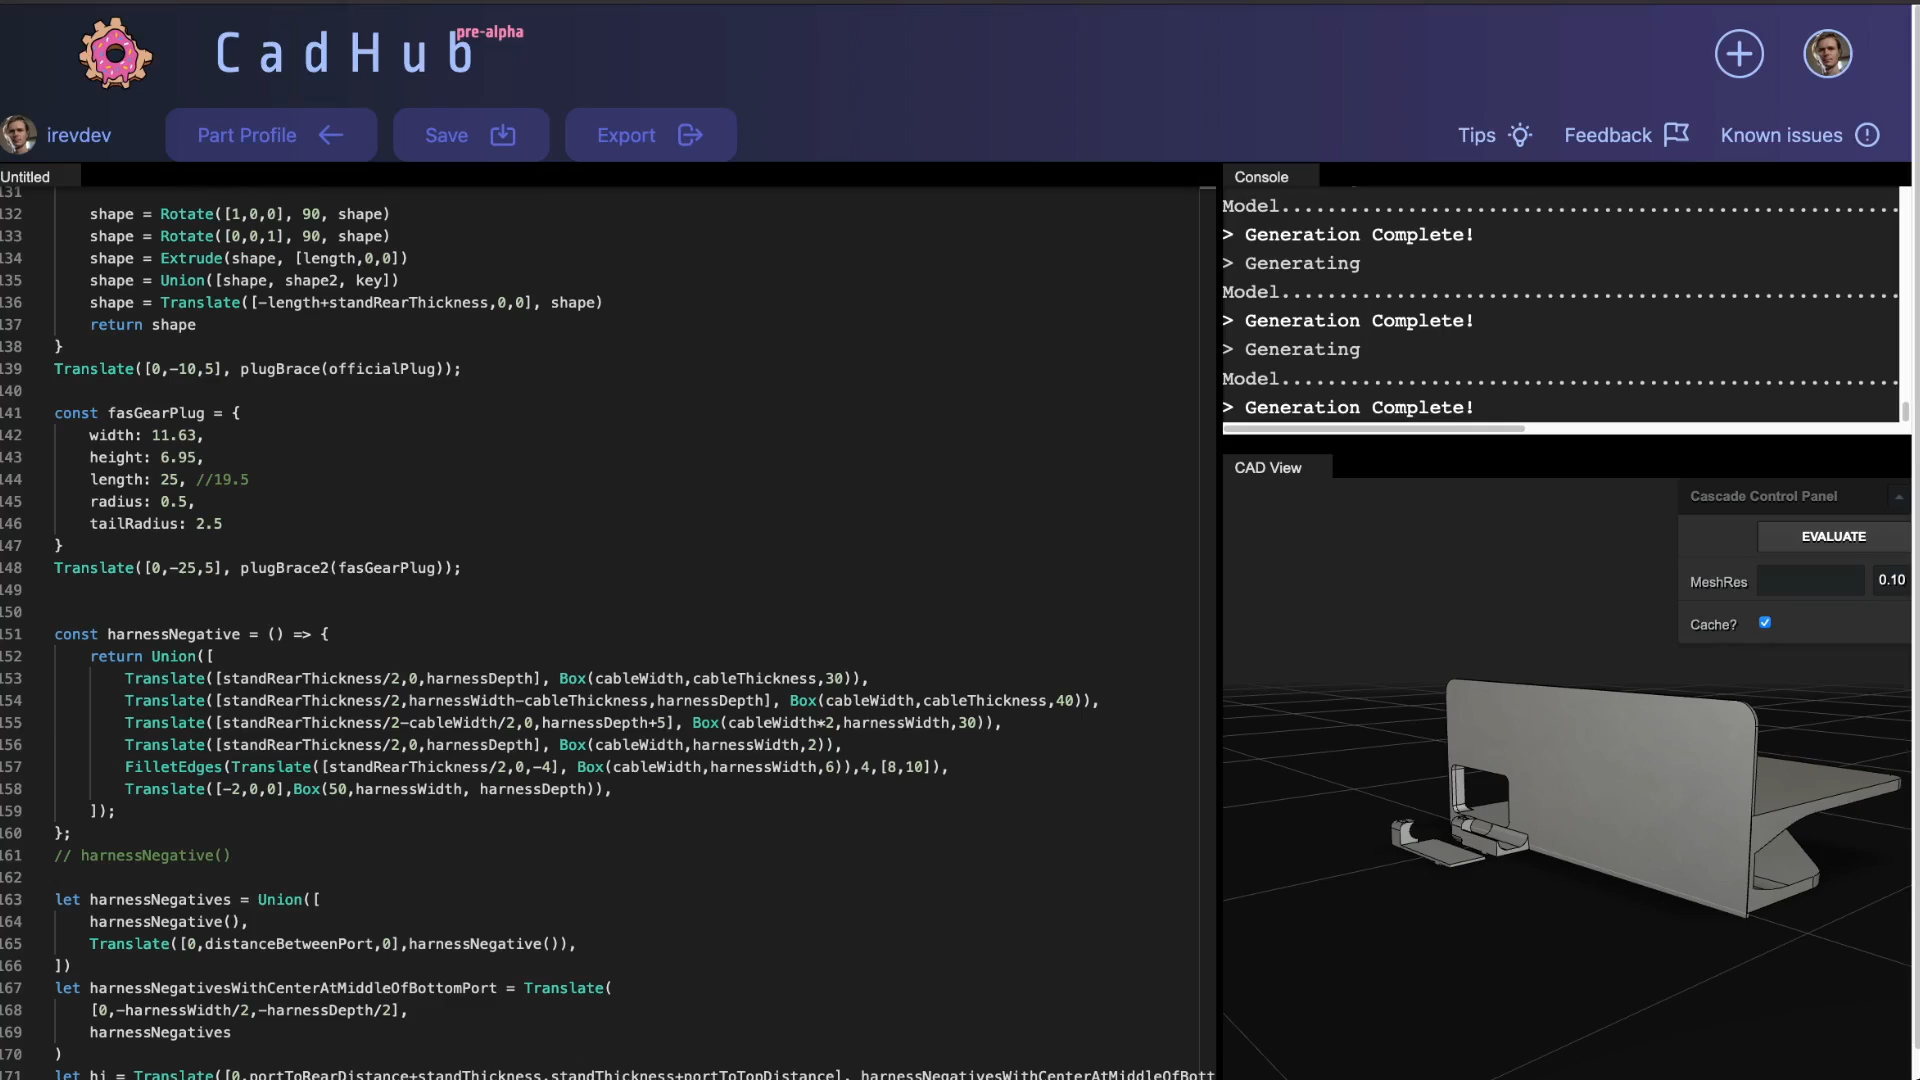 CadHub pre-alpha
irevdev
Part Profile
Save
Export
Tips
Feedback
Known issues
Untitled
131
132 shape = Rotate([1,0,0], 90, shape)
133 shape = Rotate([0,0,1], 90, shape)
134 shape = Extrude(shape, [length,0,0])
135 shape = Union([shape, shape2, key])
136 shape = Translate([-length+standRearThickness,0,0], shape)
137 return shape
138 }
139 Translate([0,-10,5], plugBrace(officialPlug));
140
141 const fasGearPlug = {
142 width: 11.63,
143 height: 6.95,
144 length: 25, //19.5
145 radius: 0.5,
146 tailRadius: 2.5
147 }
148 Translate([0,-25,5], plugBrace2(fasGearPlug));
149
150
151 const harnessNegative = () => {
152 return Union([
153 Translate([standRearThickness/2,0,harnessDepth], Box(cableWidth,cableThickness,30)),
154 Translate([standRearThickness/2,harnessWidth-cableThickness,harnessDepth], Box(cableWidth,cableThickness,40)),
155 Translate([standRearThickness/2-cableWidth/2,0,harnessDepth+5], Box(cableWidth*2,harnessWidth,30)),
156 Translate([standRearThickness/2,0,harnessDepth], Box(cableWidth,harnessWidth,2)),
157 FilletEdges(Translate([standRearThickness/2,0,-4], Box(cableWidth,harnessWidth,6)),4,[8,10]),
158 Translate([-2,0,0],Box(50,harnessWidth, harnessDepth)),
159 ]);
160 };
161 // harnessNegative()
162
163 let harnessNegatives = Union([
164 harnessNegative(),
165 Translate([0,distanceBetweenPort,0],harnessNegative()),
166 ])
167 let harnessNegativesWithCenterAtMiddleOfBottomPort = Translate(
168 [0,-harnessWidth/2,-harnessDepth/2],
169 harnessNegatives
170 )
171 let hi = Translate([0,portToRearDistance+standThickness,standThickness+portToTopDistance], harnessNegativesWithCenterAtMiddleOfBott
Console
Model...........................................................
> Generation Complete!
> Generating
Model...........................................................
> Generation Complete!
> Generating
Model...........................................................
> Generation Complete!
CAD View
Cascade Control Panel
EVALUATE
MeshRes 0.10
Cache?